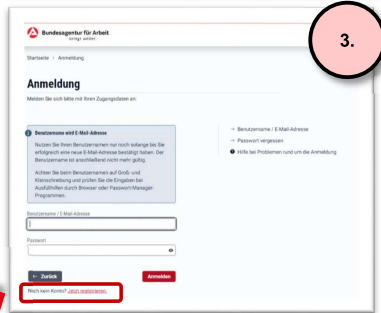 3.
Bundesagentur für Arbeit
bringt weiter.
Startseite › Anmeldung
Anmeldung
Melden Sie sich bitte mit Ihren Zugangsdaten an:
Benutzername wird E-Mail-Adresse
Nutzen Sie Ihren Benutzernamen nur noch solange bis Sie
erfolgreich eine neue E-Mail-Adresse bestätigt haben. Der
Benutzername ist anschließend nicht mehr gültig.
Achten Sie beim Benutzernamen auf Groß- und
Kleinschreibung und prüfen Sie die Eingaben bei
Ausfüllhilfen durch Browser oder Passwort-Manager-
Programmen.
Benutzername / E-Mail-Adresse
Passwort
← Zurück
Anmelden
Noch kein Konto? Jetzt registrieren.
→ Benutzername / E-Mail-Adresse
→ Passwort vergessen
Hilfe bei Problemen rund um die Anmeldung